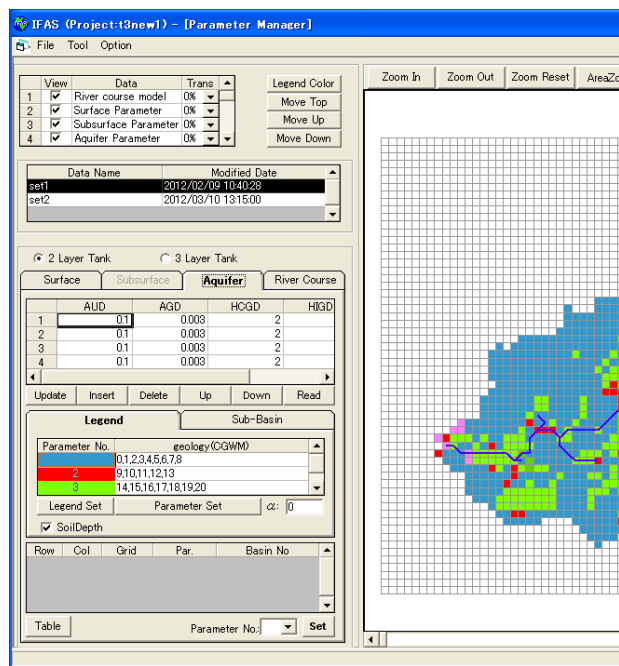 IFAS (Project:t3new1) - [Parameter Manager]
File Tool Option
View Data Trans
1 River course model 0%
2 Surface Parameter 0%
3 Subsurface Parameter 0%
4 Aquifer Parameter 0%
Legend Color
Move Top
Move Up
Move Down
Zoom In Zoom Out Zoom Reset AreaZo
Data Name Modified Date
set1 2012/02/09 10:40:28
set2 2012/03/10 13:15:00
2 Layer Tank 3 Layer Tank
Surface Subsurface Aquifer River Course
AUD AGD HCGD HIGD
1 0.1 0.003 2
2 0.1 0.003 2
3 0.1 0.003 2
4 0.1 0.003 2
Update Insert Delete Up Down Read
Legend Sub-Basin
Parameter No. geology(CGWM)
0,1,2,3,4,5,6,7,8
2 9,10,11,12,13
3 14,15,16,17,18,19,20
Legend Set Parameter Set α: 0
SoilDepth
Row Col Grid Par. Basin No
Table Parameter No.: Set